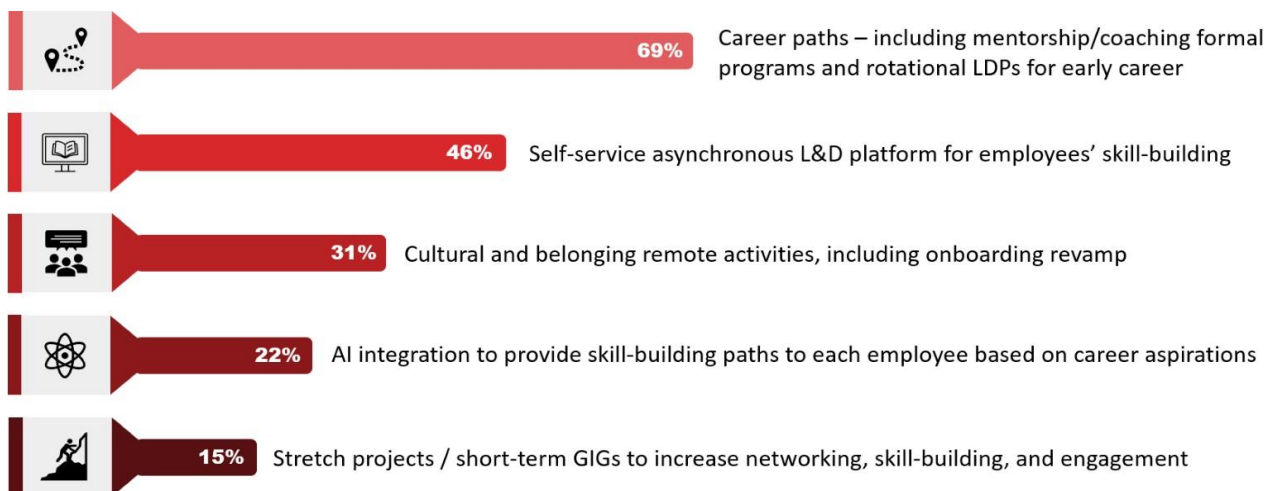 69%
Career paths – including mentorship/coaching formal
programs and rotational LDPs for early career
46%
Self-service asynchronous L&D platform for employees’ skill-building
31%
Cultural and belonging remote activities, including onboarding revamp
22%
AI integration to provide skill-building paths to each employee based on career aspirations
15%
Stretch projects / short-term GIGs to increase networking, skill-building, and engagement